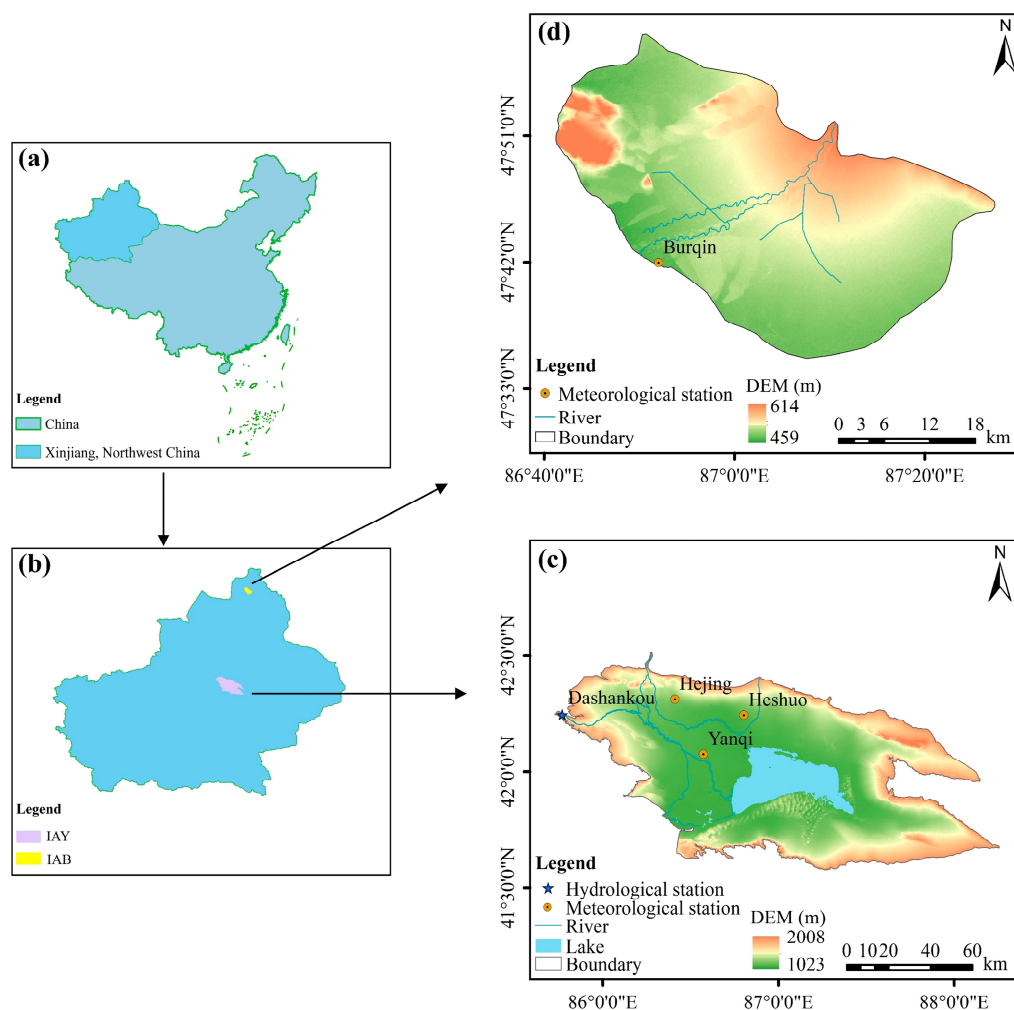 (a)
Legend
China
Xinjiang, Northwest China
(b)
Legend
IAY
IAB
(d)
N
47°51'0"N
47°42'0"N
47°33'0"N
Burqin
Legend
Meteorological station
River
Boundary
DEM (m)
614
459
0 3 6 12 18
km
86°40'0"E 87°00'0"E 87°20'0"E
(c)
N
42°30'0"N
42°0'0"N
41°30'0"N
Hejing
Dashankou
Heshuo
Yanqi
Legend
Hydrological station
Meteorological station
River
Lake
Boundary
DEM (m)
2008
1023
0 10 20 40 60
km
86°0'0"E 87°0'0"E 88°0'0"E